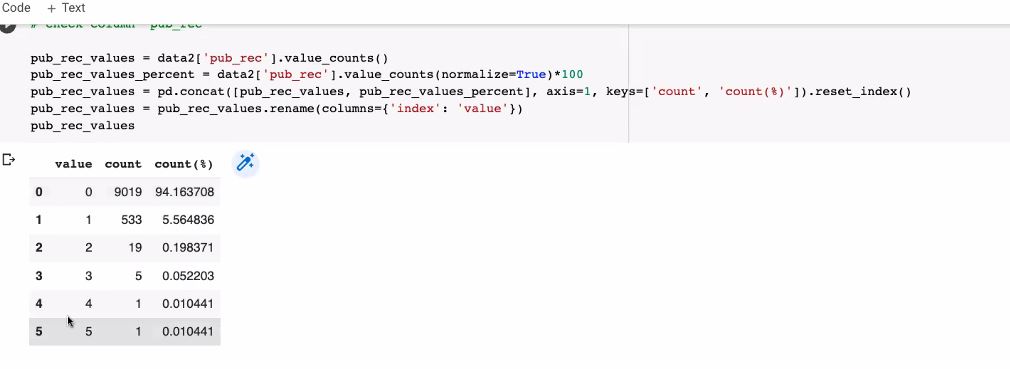 Code + Text
# Check column 'pub_rec'
pub_rec_values = data2['pub_rec'].value_counts()
pub_rec_values_percent = data2['pub_rec'].value_counts(normalize=True)*100
pub_rec_values = pd.concat([pub_rec_values, pub_rec_values_percent], axis=1, keys=['count', 'count(%)']).reset_index()
pub_rec_values = pub_rec_values.rename(columns={'index': 'value'})
pub_rec_values
value count count(%)
0 0 9019 94.163708
1 1 533 5.564836
2 2 19 0.198371
3 3 5 0.052203
4 4 1 0.010441
5 5 1 0.010441